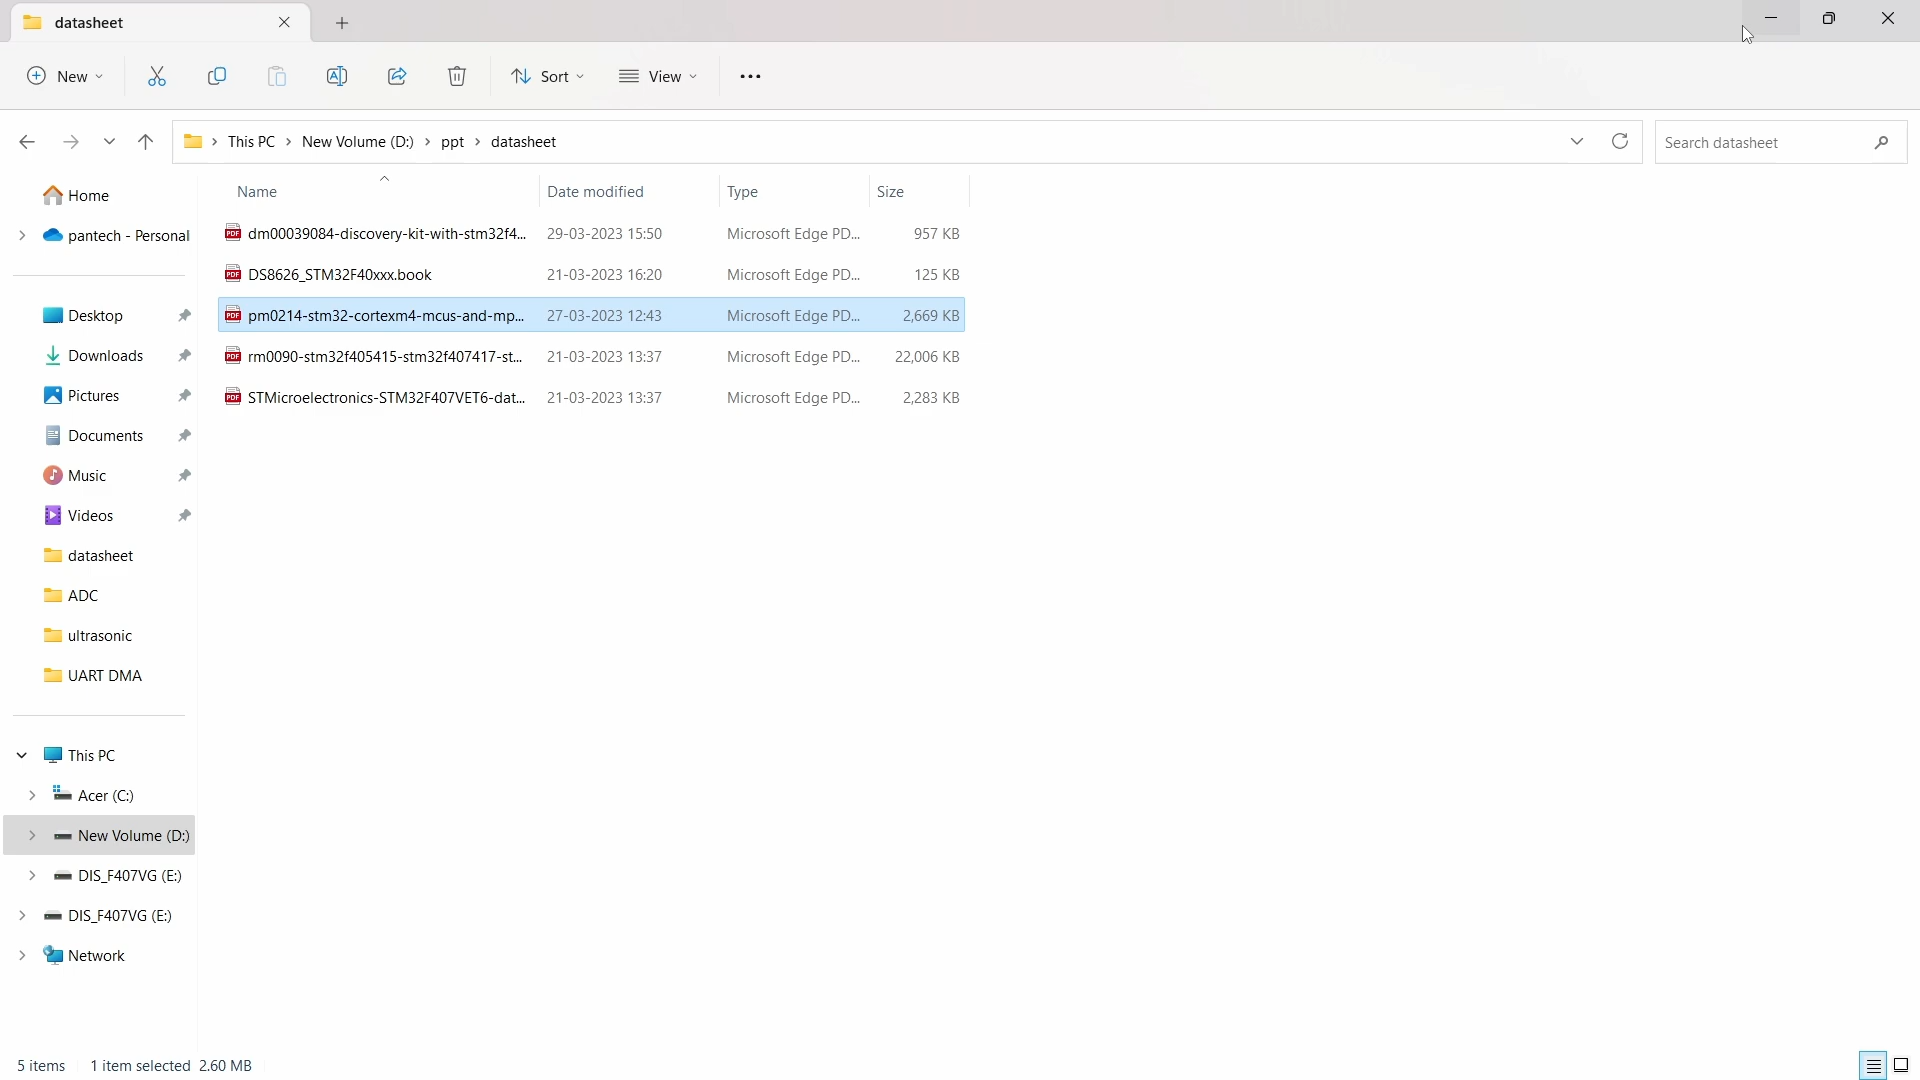 datasheet
New
Sort
View
This PC
New Volume (D:)
ppt
datasheet
Search datasheet
Name
Date modified
Type
Size
dm00039084-discovery-kit-with-stm32f4... 29-03-2023 15:50 Microsoft Edge PD... 957 KB
DS8626_STM32F40xxx.book 21-03-2023 16:20 Microsoft Edge PD... 125 KB
pm0214-stm32-cortexm4-mcus-and-mp... 27-03-2023 12:43 Microsoft Edge PD... 2,669 KB
rm0090-stm32f405415-stm32f407417-st... 21-03-2023 13:37 Microsoft Edge PD... 22,006 KB
STMicroelectronics-STM32F407VET6-dat... 21-03-2023 13:37 Microsoft Edge PD... 2,283 KB
Home
pantech - Personal
Desktop
Downloads
Pictures
Documents
Music
Videos
datasheet
ADC
ultrasonic
UART DMA
This PC
Acer (C:)
New Volume (D:)
DIS_F407VG (E:)
DIS_F407VG (E:)
Network
5 items 1 item selected 2.60 MB